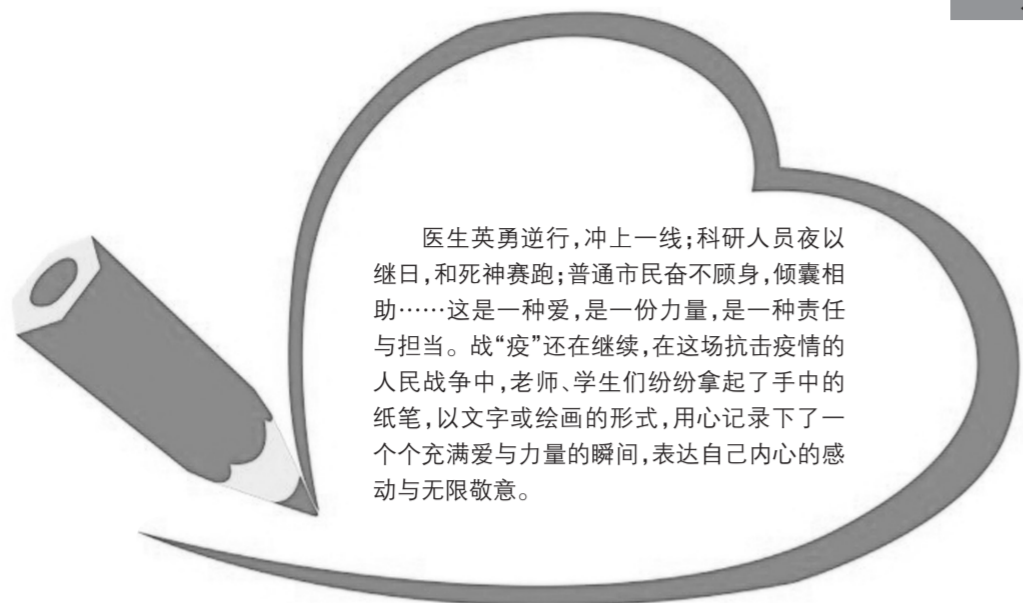 医生英勇逆行,冲上一线;科研人员夜以
继日,和死神赛跑;普通市民奋不顾身,倾囊相
助……这是一种爱,是一份力量,是一种责任
与担当。战“疫”还在继续,在这场抗击疫情的
人民战争中,老师、学生们纷纷拿起了手中的
纸笔,以文字或绘画的形式,用心记录下了一
个个充满爱与力量的瞬间,表达自己内心的感
动与无限敬意。